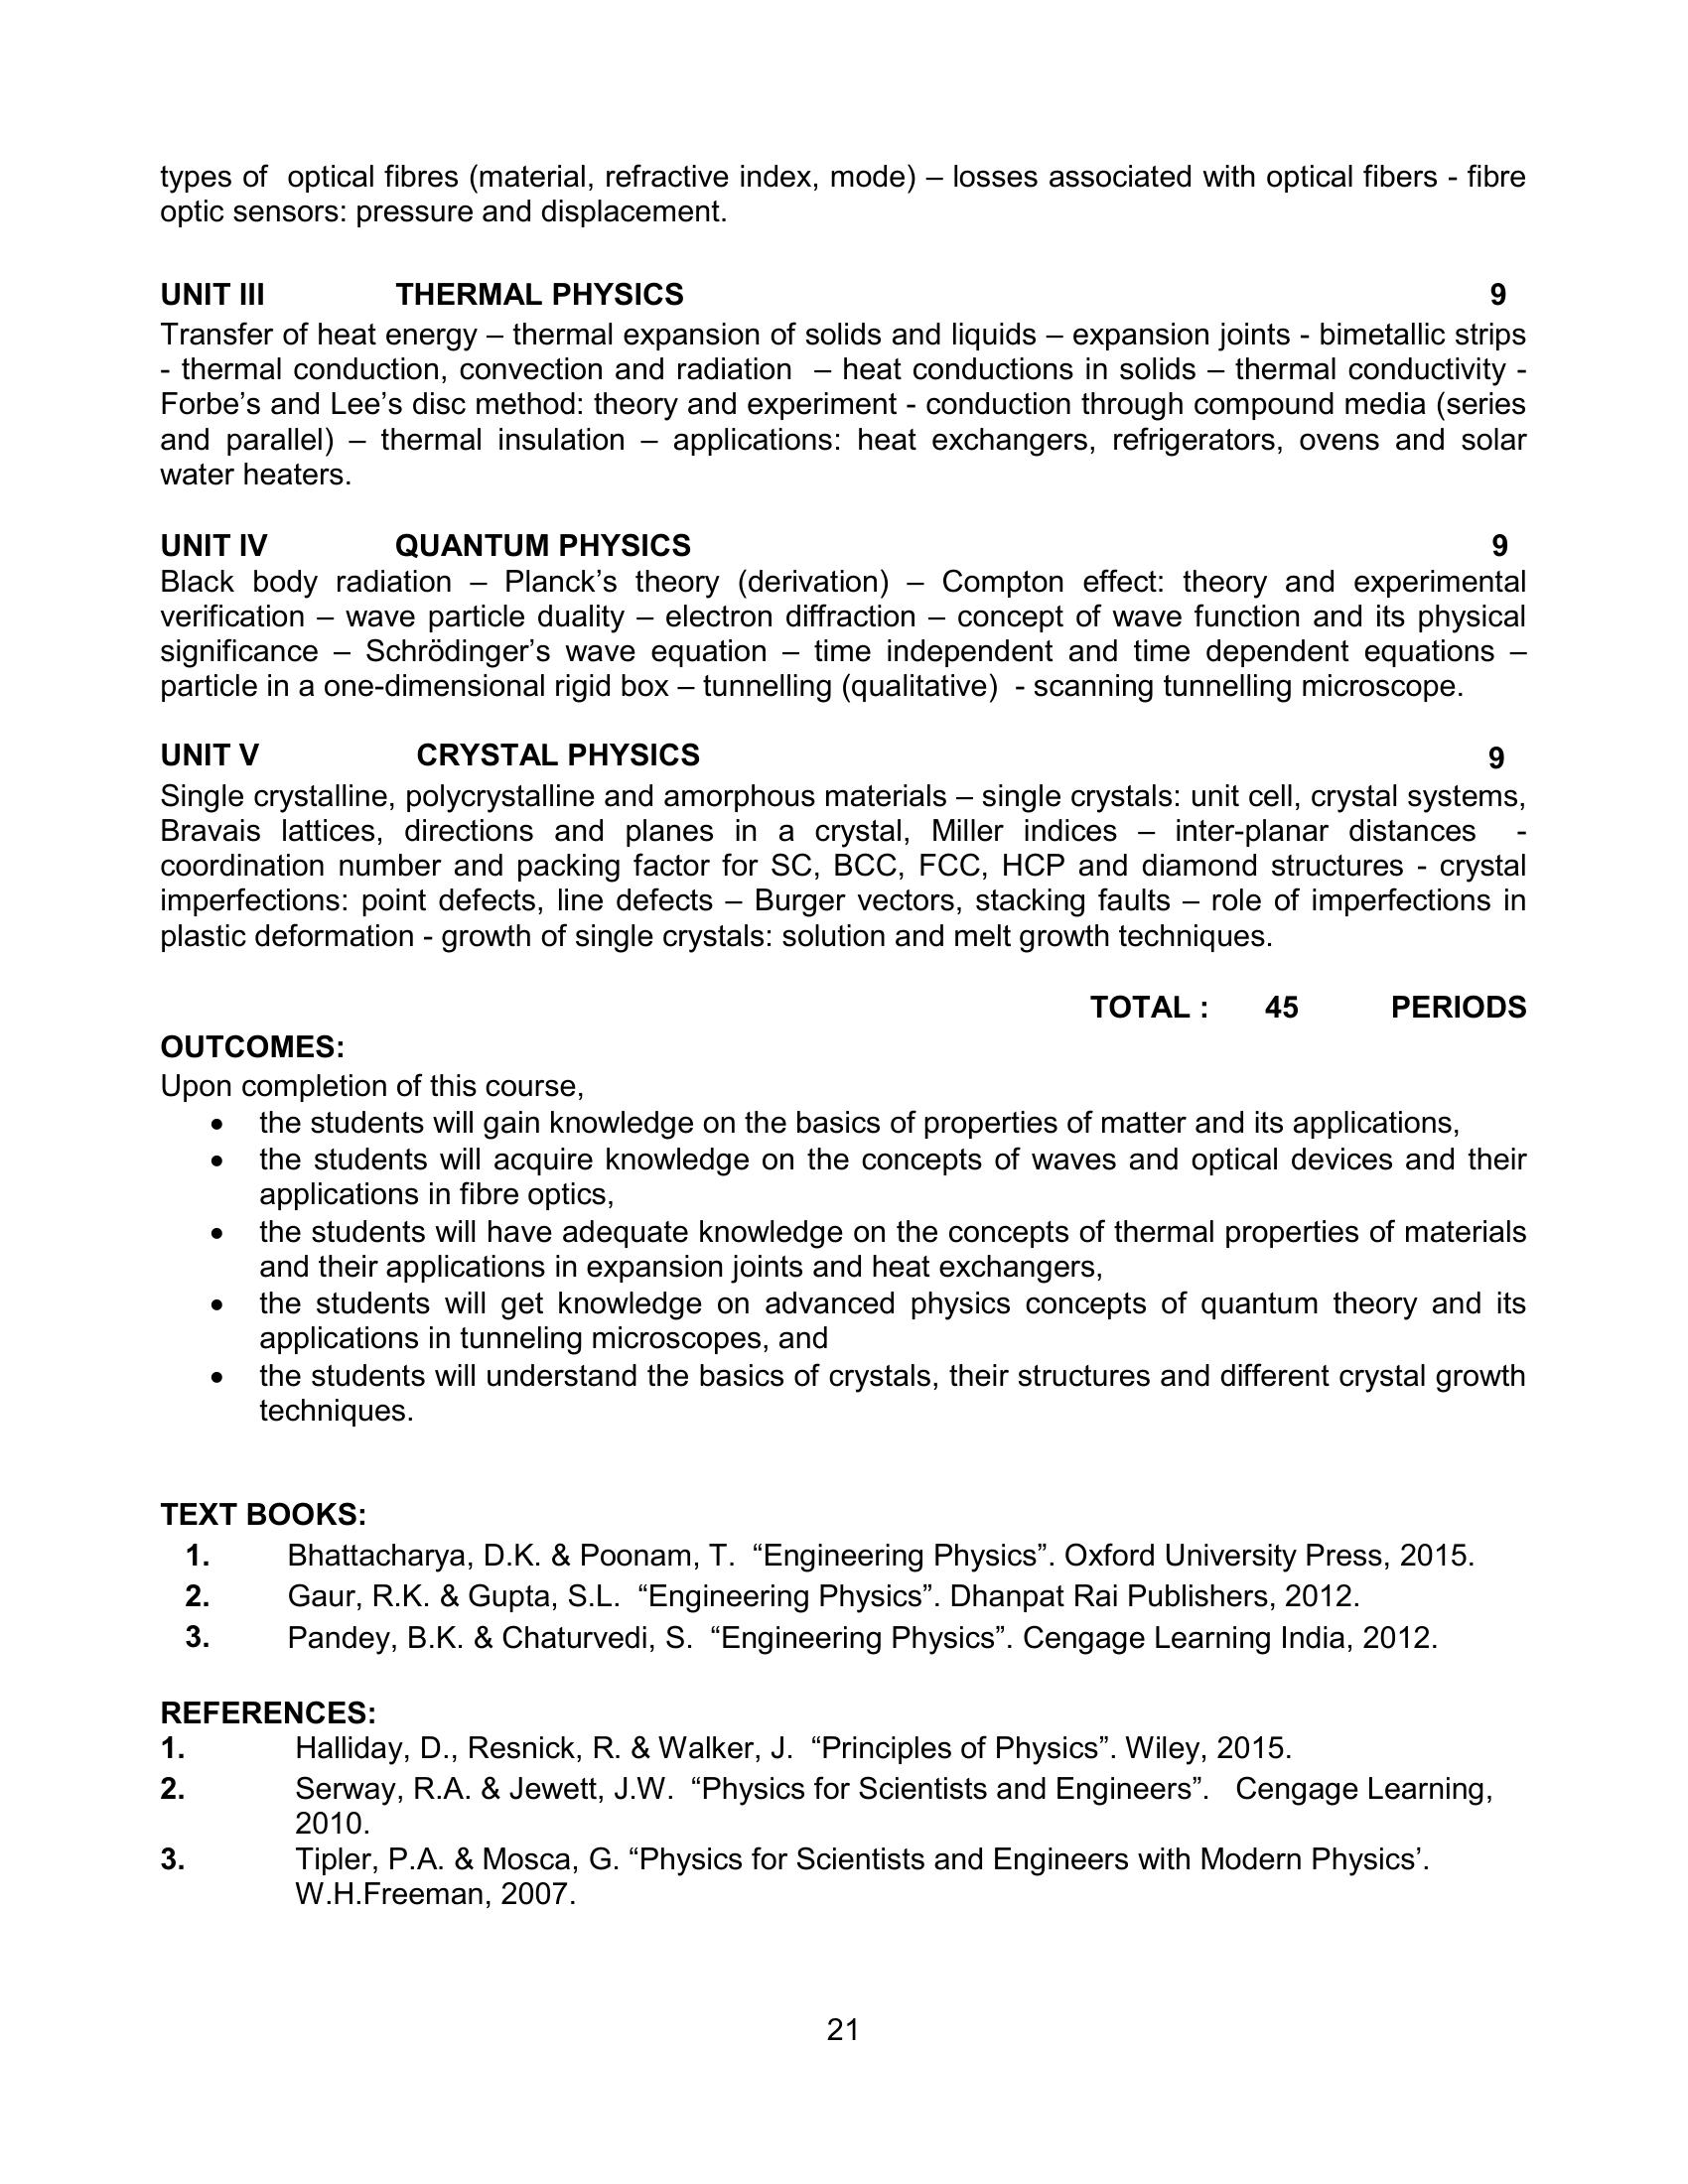 types of  optical fibres (material, refractive index, mode) – losses associated with optical fibers - fibre
optic sensors: pressure and displacement.
UNIT III THERMAL PHYSICS 9
Transfer of heat energy – thermal expansion of solids and liquids – expansion joints - bimetallic strips
- thermal conduction, convection and radiation  – heat conductions in solids – thermal conductivity -
Forbe’s and Lee’s disc method: theory and experiment - conduction through compound media (series
and parallel) – thermal insulation – applications: heat exchangers, refrigerators, ovens and solar
water heaters.
UNIT IV QUANTUM PHYSICS 9
Black body radiation – Planck’s theory (derivation) – Compton effect: theory and experimental
verification – wave particle duality – electron diffraction – concept of wave function and its physical
significance – Schrödinger’s wave equation – time independent and time dependent equations –
particle in a one-dimensional rigid box – tunnelling (qualitative)  - scanning tunnelling microscope.
UNIT V CRYSTAL PHYSICS 9
Single crystalline, polycrystalline and amorphous materials – single crystals: unit cell, crystal systems,
Bravais lattices, directions and planes in a crystal, Miller indices – inter-planar distances  -
coordination number and packing factor for SC, BCC, FCC, HCP and diamond structures - crystal
imperfections: point defects, line defects – Burger vectors, stacking faults – role of imperfections in
plastic deformation - growth of single crystals: solution and melt growth techniques.
TOTAL : 45 PERIODS
OUTCOMES:
Upon completion of this course,
• the students will gain knowledge on the basics of properties of matter and its applications,
• the students will acquire knowledge on the concepts of waves and optical devices and their
applications in fibre optics,
• the students will have adequate knowledge on the concepts of thermal properties of materials
and their applications in expansion joints and heat exchangers,
• the students will get knowledge on advanced physics concepts of quantum theory and its
applications in tunneling microscopes, and
• the students will understand the basics of crystals, their structures and different crystal growth
techniques.
TEXT BOOKS:
1. Bhattacharya, D.K. & Poonam, T.  “Engineering Physics”. Oxford University Press, 2015.
2. Gaur, R.K. & Gupta, S.L.  “Engineering Physics”. Dhanpat Rai Publishers, 2012.
3. Pandey, B.K. & Chaturvedi, S.  “Engineering Physics”. Cengage Learning India, 2012.
REFERENCES:
1. Halliday, D., Resnick, R. & Walker, J.  “Principles of Physics”. Wiley, 2015.
2. Serway, R.A. & Jewett, J.W.  “Physics for Scientists and Engineers”.   Cengage Learning,
2010.
3. Tipler, P.A. & Mosca, G. “Physics for Scientists and Engineers with Modern Physics’.
W.H.Freeman, 2007.
21